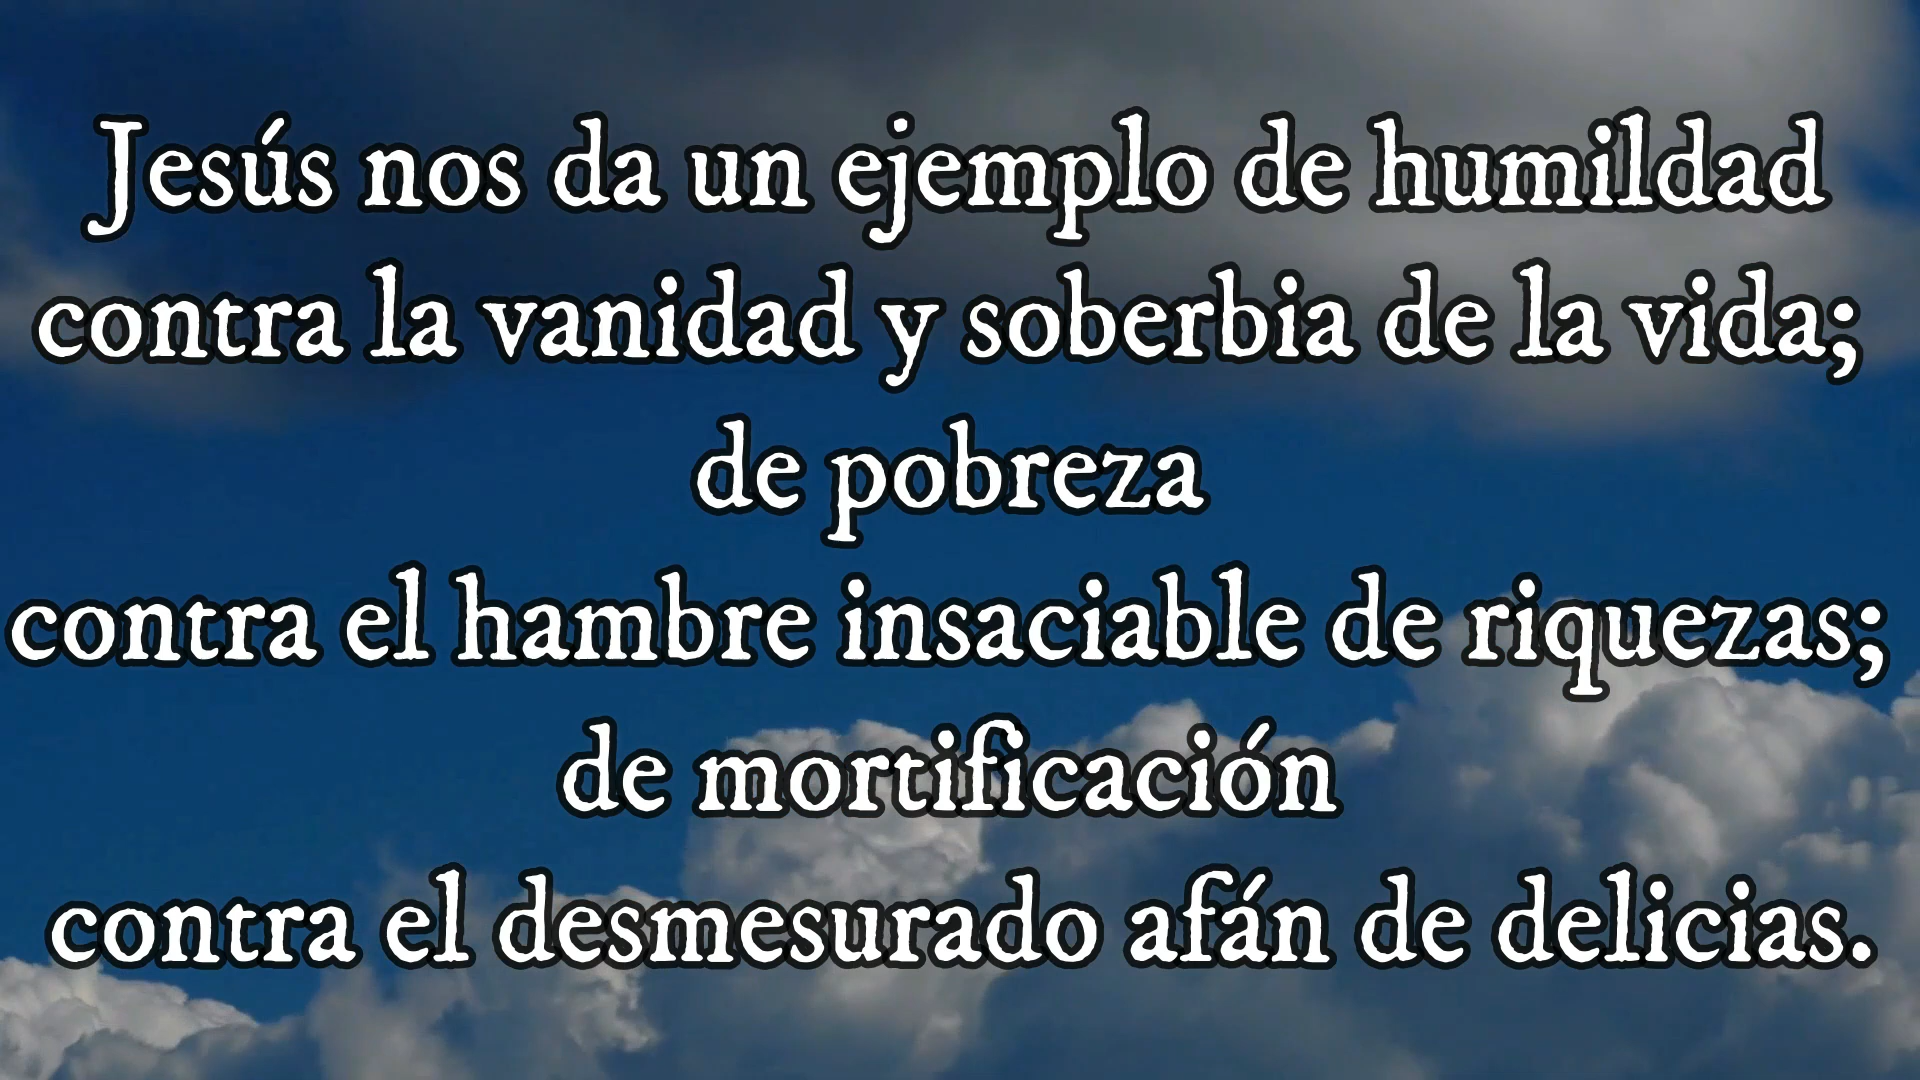 Jesús nos da un ejemplo de humildad
contra la vanidad y soberbia de la vida;
de pobreza
contra el hambre insaciable de riquezas;
de mortificación
contra el desmesurado afán de delicias.